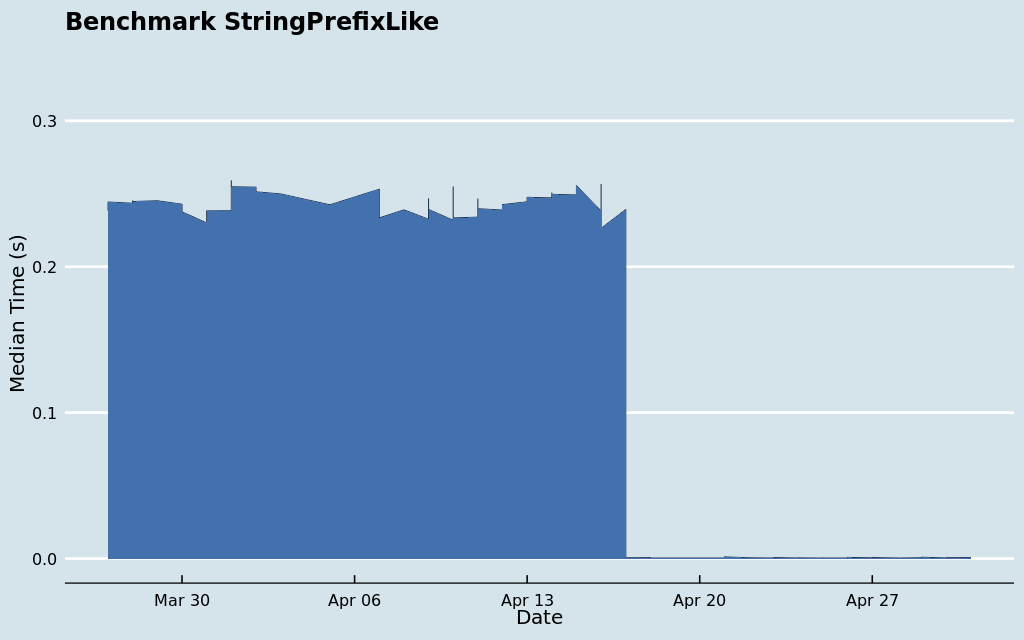 Benchmark StringPrefixLike
Median Time (s)
0.3
0.2
0.1
0.0
Mar 30 Apr 06 Apr 13 Apr 20 Apr 27
Date